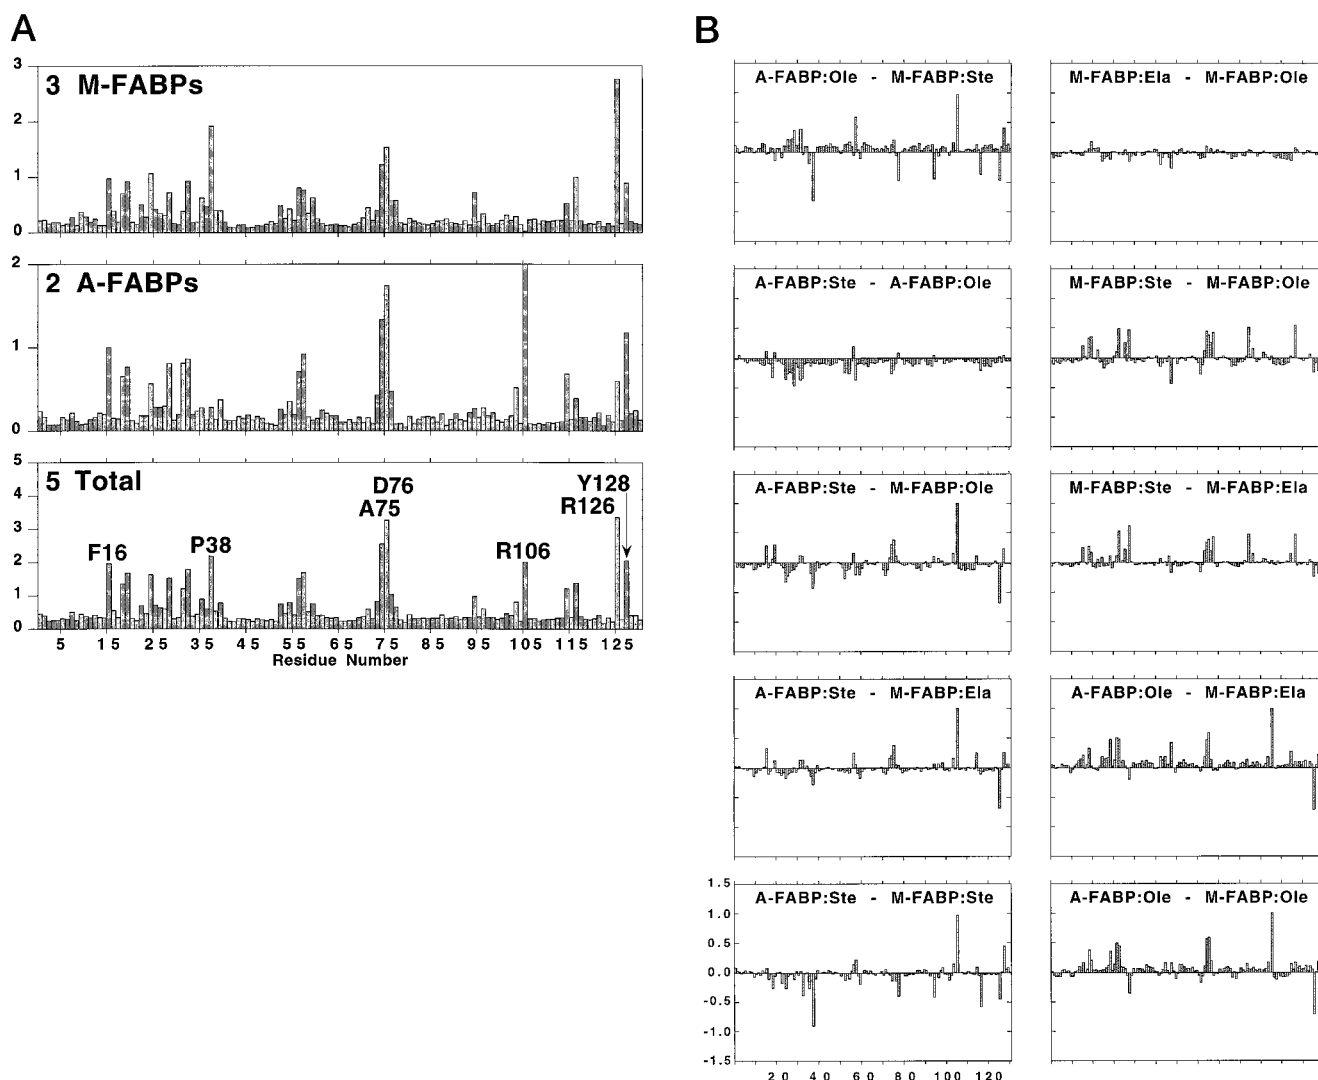 A
3
2
1
0
3 M-FABPs
2
1
0
2 A-FABPs
5
4
3
2
1
0
5 Total
F16
P38
D76
A75
R106
Y128
R126
5 15 25 35 45 55 65 75 85 95 105 115 125
Residue Number
B
A-FABP:Ole - M-FABP:Ste
M-FABP:Ela - M-FABP:Ole
A-FABP:Ste - A-FABP:Ole
M-FABP:Ste - M-FABP:Ole
A-FABP:Ste - M-FABP:Ole
M-FABP:Ste - M-FABP:Ela
A-FABP:Ste - M-FABP:Ela
A-FABP:Ole - M-FABP:Ela
A-FABP:Ste - M-FABP:Ste
A-FABP:Ole - M-FABP:Ole
1.5
1.0
0.5
0.0
-0.5
-1.0
-1.5
20 40 60 80 100 120